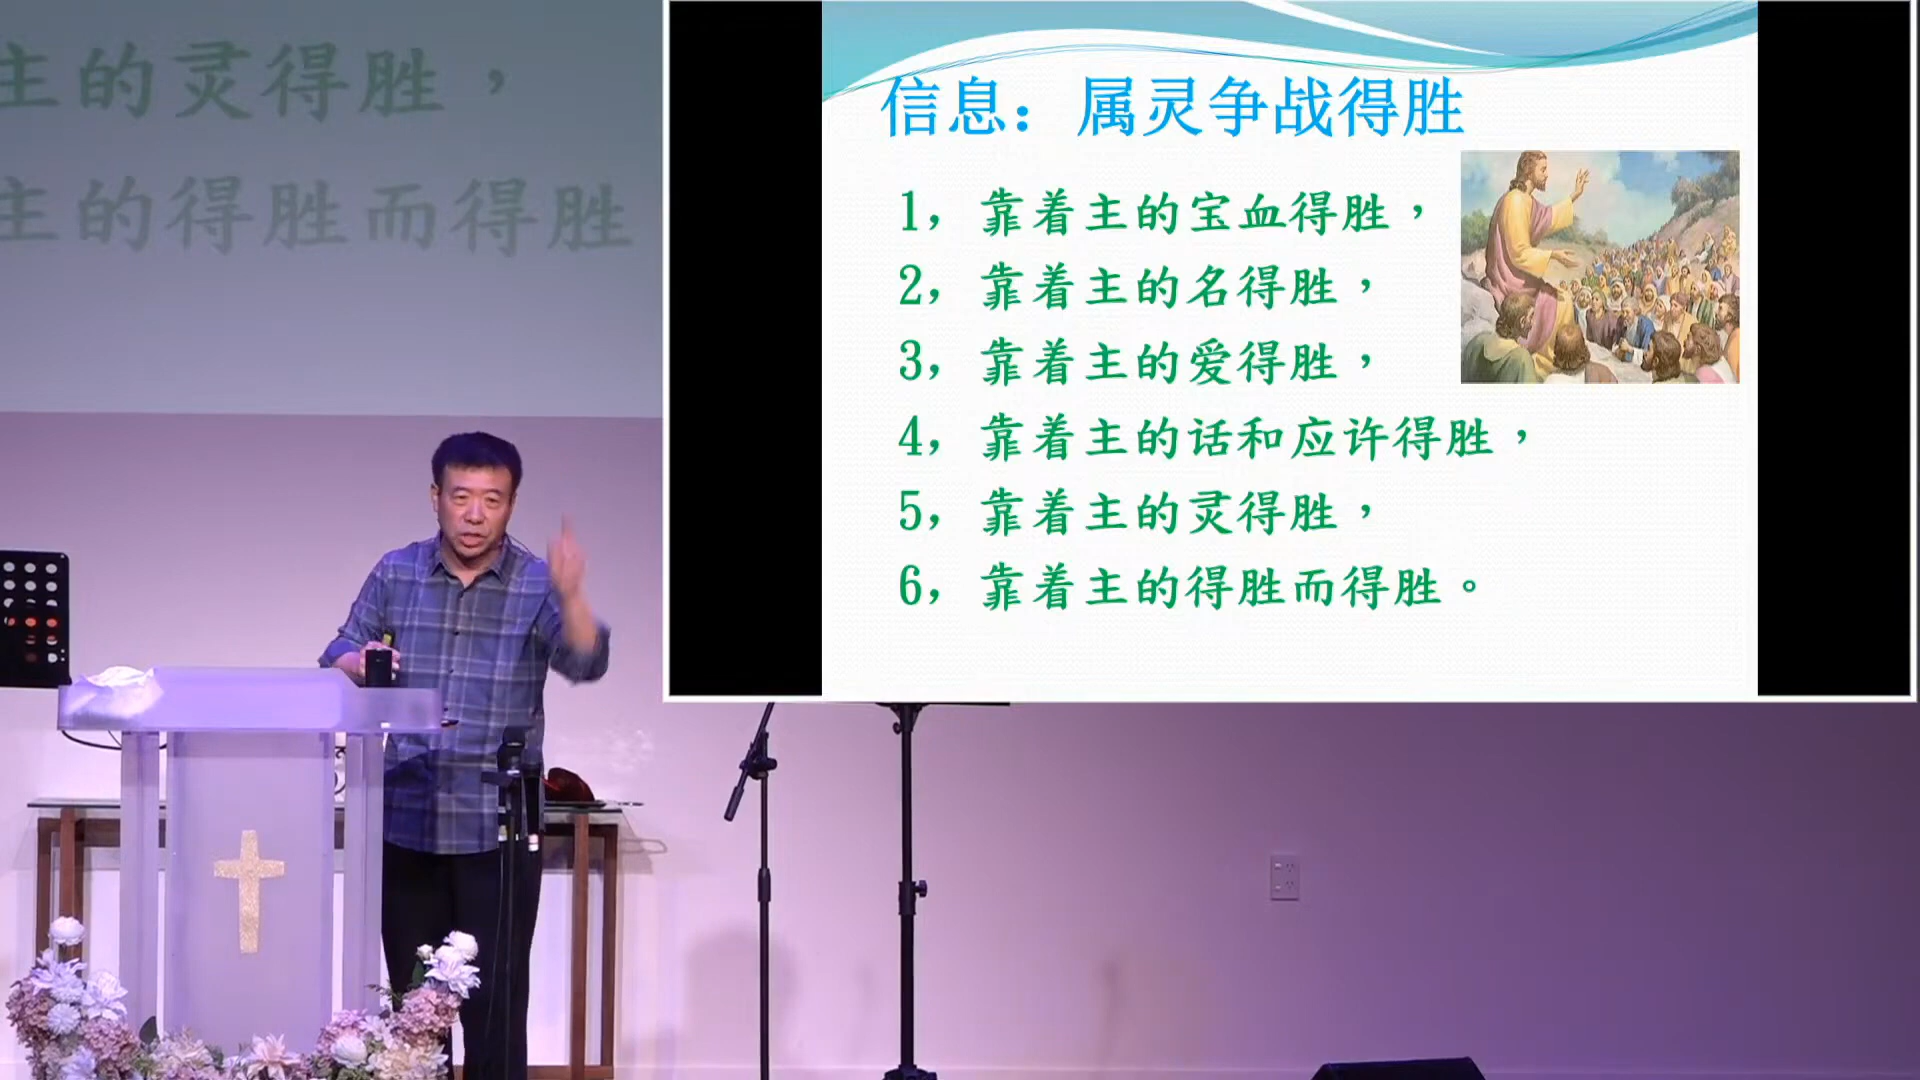 主的灵得胜，
主的得胜而得胜
信息：属灵争战得胜
1，靠着主的宝血得胜，
2，靠着主的名得胜，
3，靠着主的爱得胜，
4，靠着主的话和应许得胜，
5，靠着主的灵得胜，
6，靠着主的得胜而得胜。